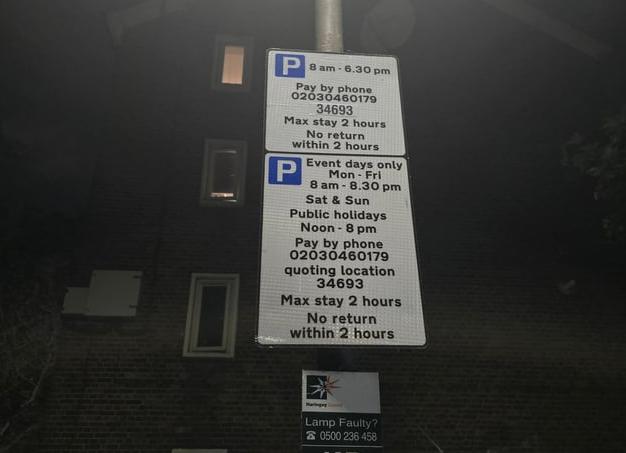 P 8 am - 6.30 pm
Pay by phone
02030460179
34693
Max stay 2 hours
No return
within 2 hours
P Event days only
Mon - Fri
8 am - 8.30 pm
Sat & Sun
Public holidays
Noon - 8 pm
Pay by phone
02030460179
quoting location
34693
Max stay 2 hours
No return
within 2 hours
Haringey Council
Lamp Faulty?
☎ 0500 236 458